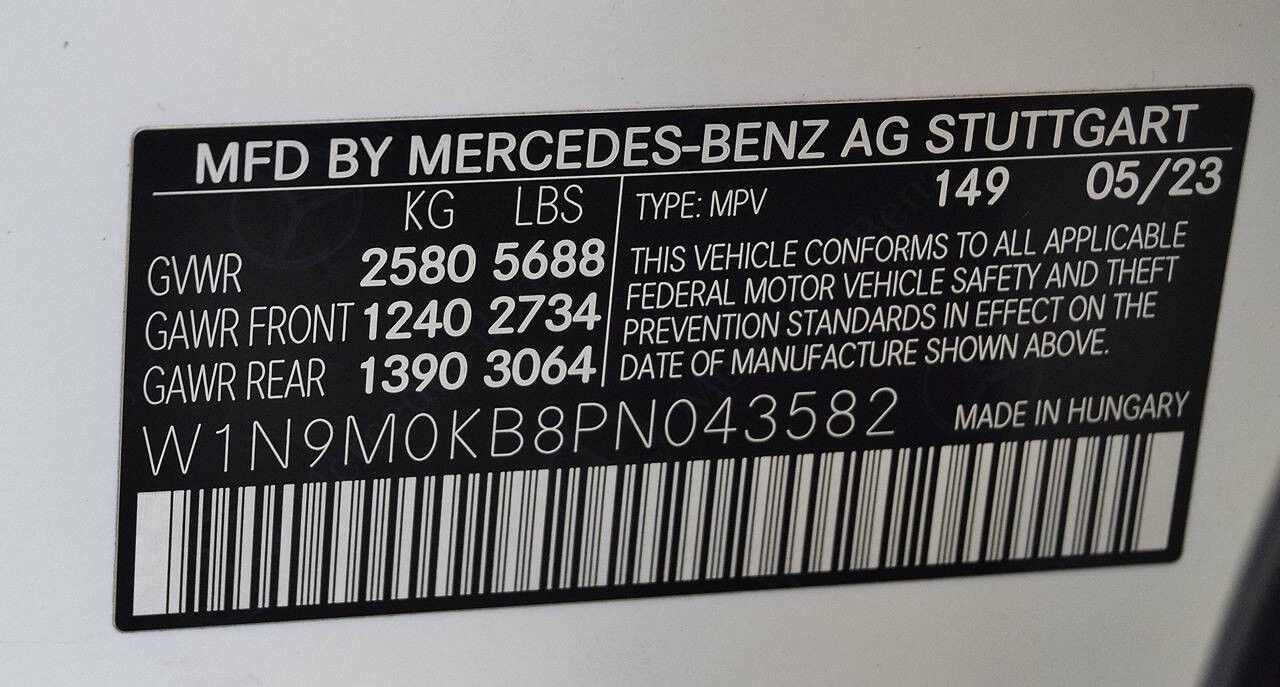 MFD BY MERCEDES-BENZ AG STUTTGART
KG LBS
GVWR 2580 5688
GAWR FRONT 1240 2734
GAWR REAR 1390 3064
TYPE: MPV 149 05/23
THIS VEHICLE CONFORMS TO ALL APPLICABLE
FEDERAL MOTOR VEHICLE SAFETY AND THEFT
PREVENTION STANDARDS IN EFFECT ON THE
DATE OF MANUFACTURE SHOWN ABOVE.
W1N9M0KB8PN043582 MADE IN HUNGARY